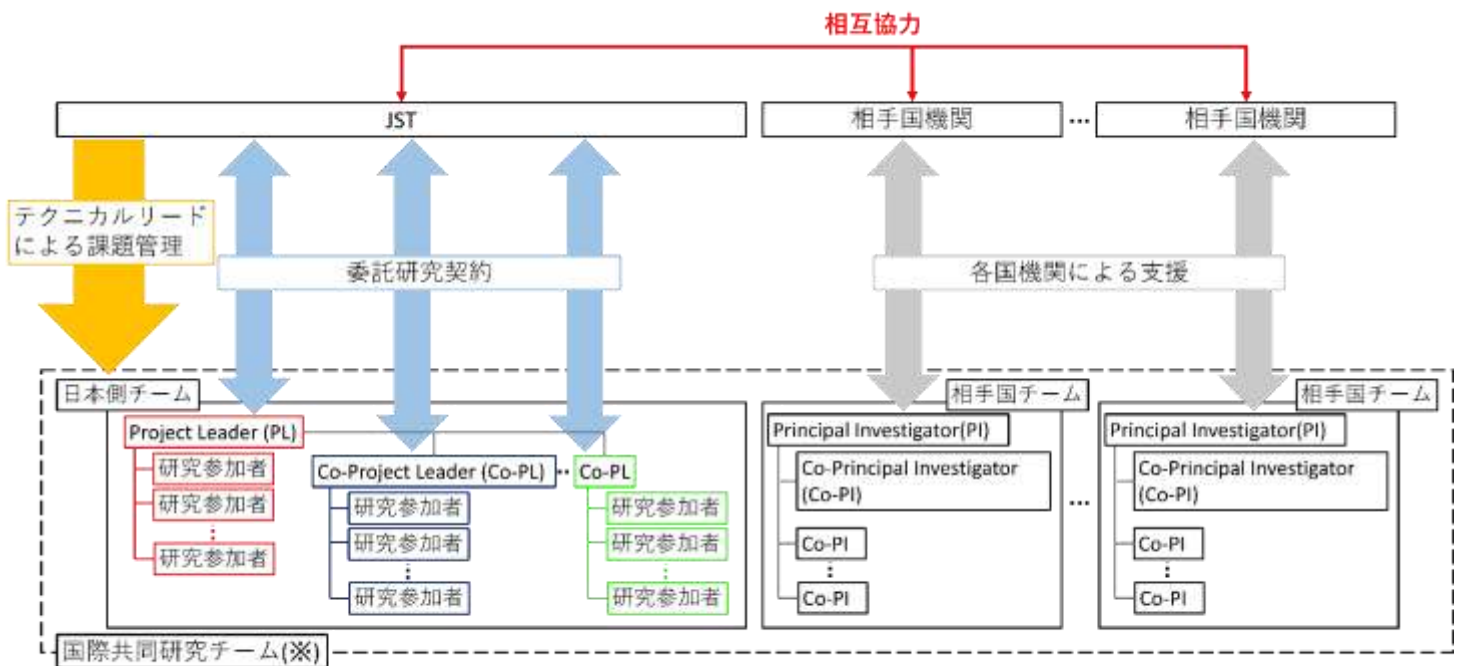 相互協力
JST
相手国機関
...
相手国機関
テクニカルリード
による課題管理
委託研究契約
各国機関による支援
日本側チーム
Project Leader (PL)
研究参加者
研究参加者
⋮
研究参加者
Co-Project Leader (Co-PL)
研究参加者
研究参加者
⋮
研究参加者
..
Co-PL
研究参加者
研究参加者
⋮
研究参加者
相手国チーム
Principal Investigator(PI)
Co-Principal Investigator
(Co-PI)
Co-PI
⋮
Co-PI
...
相手国チーム
Principal Investigator(PI)
Co-Principal Investigator
(Co-PI)
Co-PI
⋮
Co-PI
国際共同研究チーム(※)